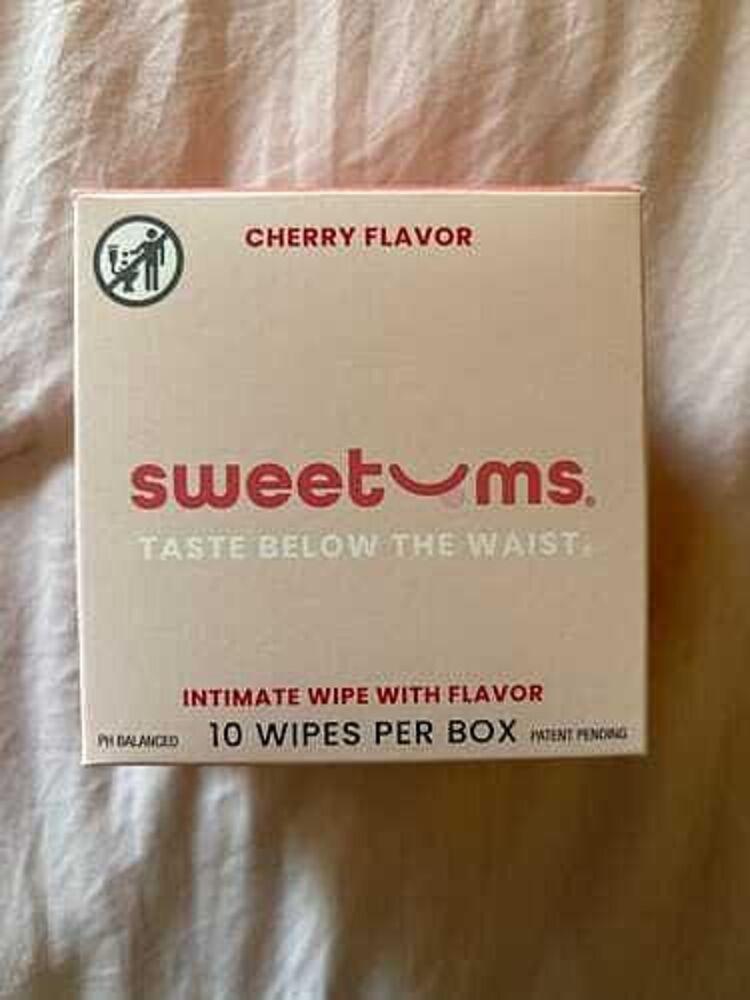 CHERRY FLAVOR
sweetums®
TASTE BELOW THE WAIST®
INTIMATE WIPE WITH FLAVOR
PH BALANCED 10 WIPES PER BOX PATENT PENDING